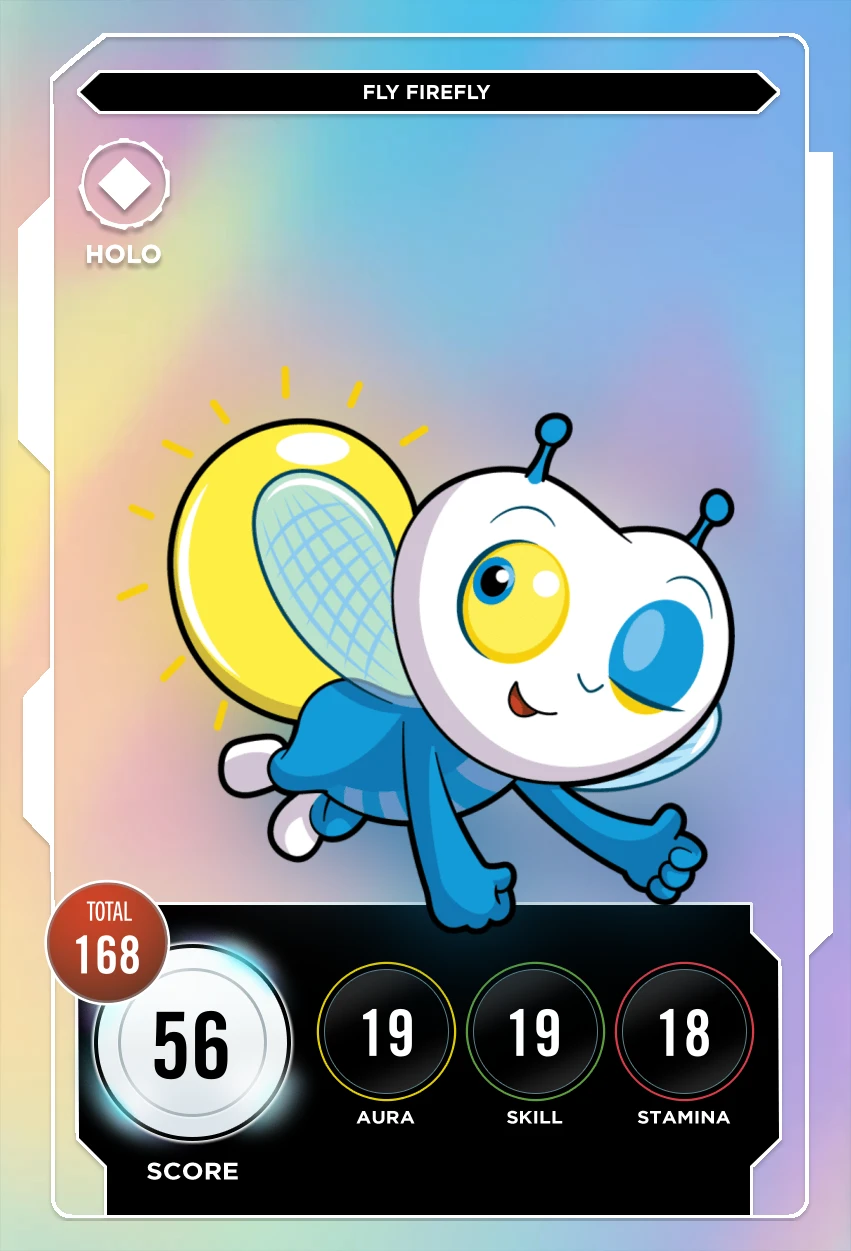 FLY FIREFLY
HOLO
TOTAL
168
56
SCORE
19
AURA
19
SKILL
18
STAMINA